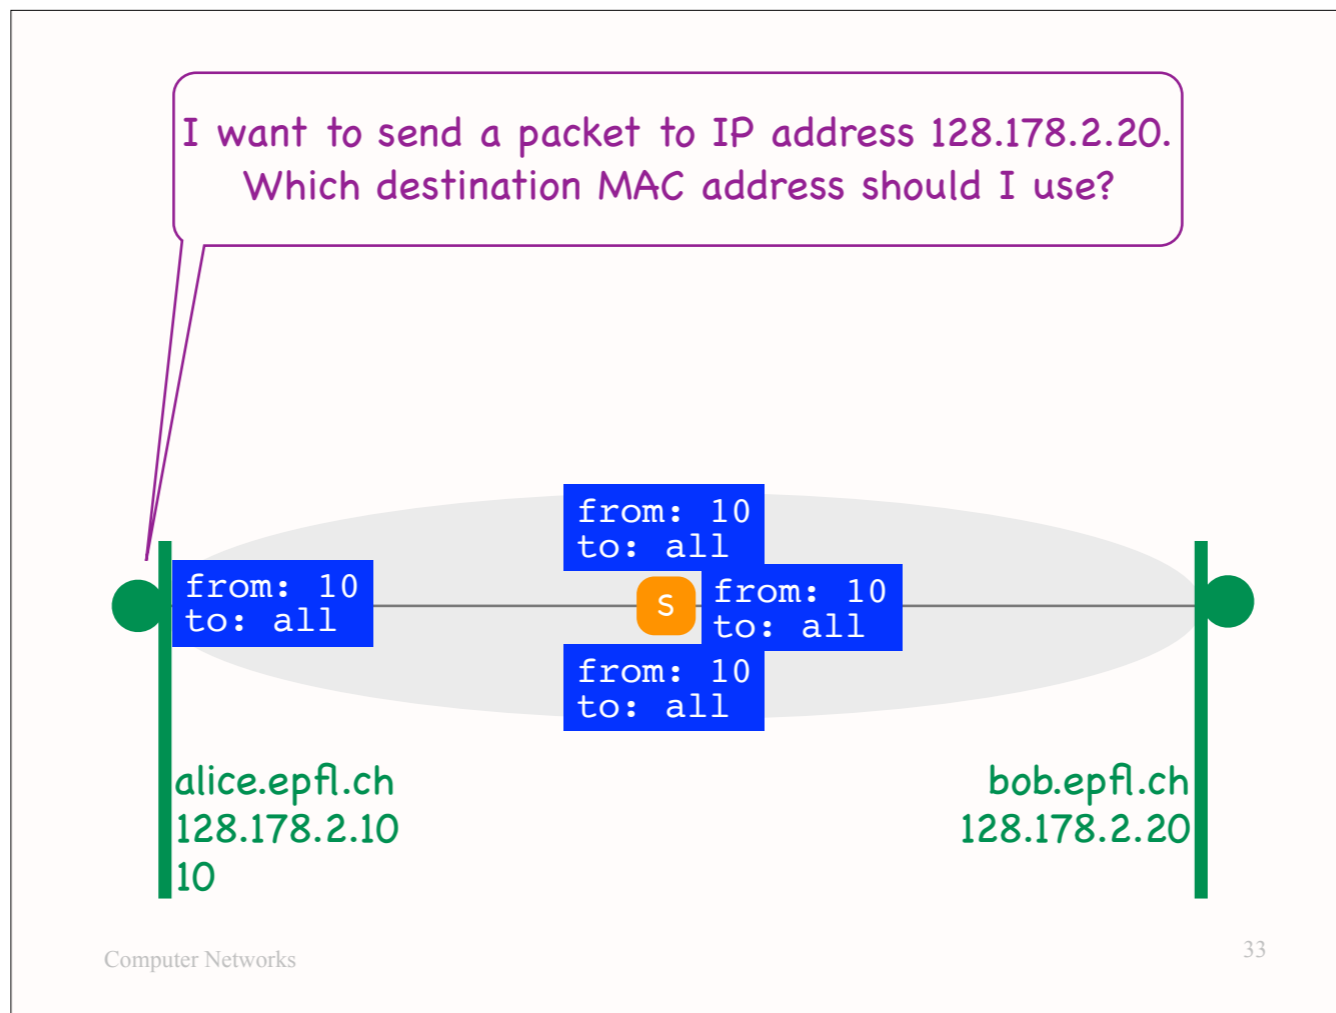 I want to send a packet to IP address 128.178.2.20.
Which destination MAC address should I use?
from: 10
to: all
from: 10
to: all
S
from: 10
to: all
from: 10
to: all
alice.epfl.ch
128.178.2.10
10
bob.epfl.ch
128.178.2.20
Computer Networks
33